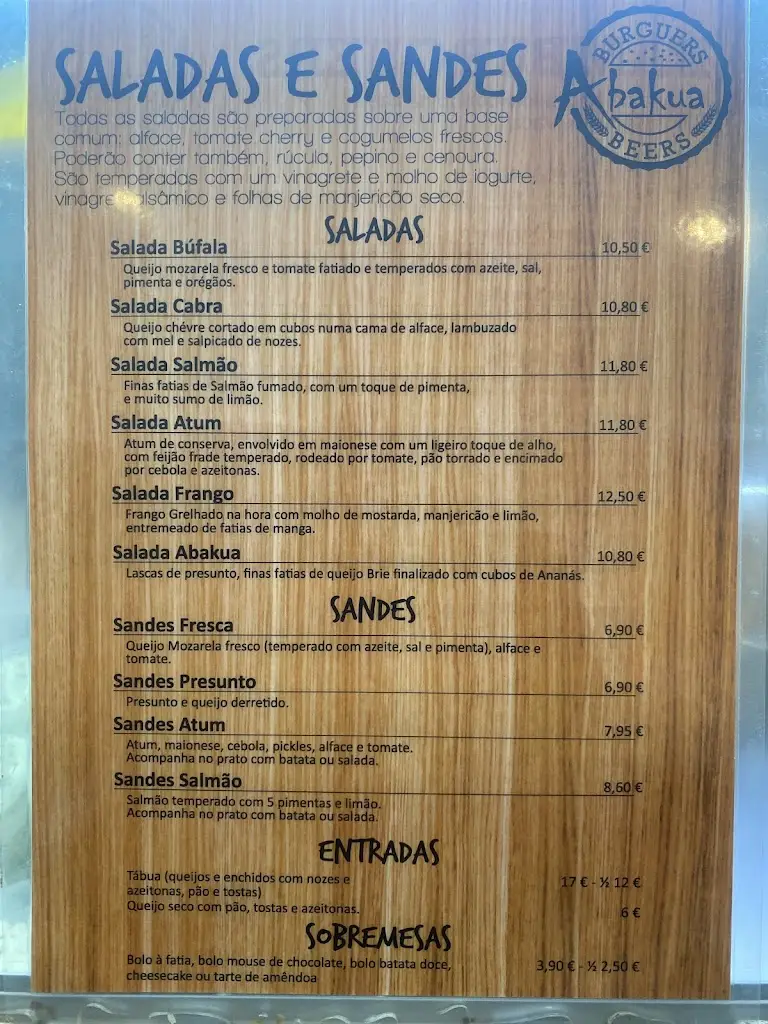 SALADAS E SANDES
BURGUERS
Abakua
BEERS
Todas as saladas são preparadas sobre uma base
comum: alface, tomate cherry e cogumelos frescos.
Poderão conter também, rúcula, pepino e cenoura.
São temperadas com um vinagrete e molho de iogurte,
e folhas de manjericão seco.
SALADAS
Salada Búfala 10,50 €
Queijo mozarela fresco e tomate fatiado e temperados com azeite, sal,
pimenta e orégãos.
Salada Cabra 10,80 €
Queijo chévre cortado em cubos numa cama de alface, lambuzado
com mel e salpicado de nozes.
Salada Salmão 11,80 €
Finas fatias de Salmão fumado, com um toque de pimenta,
e muito sumo de limão.
Salada Atum 11,80 €
Atum de conserva, envolvido em maionese com um ligeiro toque de alho,
com feijão frade temperado, rodeado por tomate, pão torrado e encimado
por cebola e azeitonas.
Salada Frango 12,50 €
Frango Grelhado na hora com molho de mostarda, manjericão e limão,
entremeado de fatias de manga.
Salada Abakua 10,80 €
Lascas de presunto, finas fatias de queijo Brie finalizado com cubos de Ananás.
SANDES
Sandes Fresca 6,90 €
Queijo Mozarela fresco (temperado com azeite, sal e pimenta), alface e
tomate.
Sandes Presunto 6,90 €
Presunto e queijo derretido.
Sandes Atum 7,95 €
Atum, maionese, cebola, pickles, alface e tomate.
Acompanha no prato com batata ou salada.
Sandes Salmão 8,60 €
Salmão temperado com 5 pimentas e limão.
Acompanha no prato com batata ou salada.
ENTRADAS
Tábua (queijos e enchidos com nozes e
azeitonas, pão e tostas) 17 € - ½ 12 €
Queijo seco com pão, tostas e azeitonas. 6 €
SOBREMESAS
Bolo à fatia, bolo mouse de chocolate, bolo batata doce, 3,90 € - ½ 2,50 €
cheesecake ou tarte de amêndoa